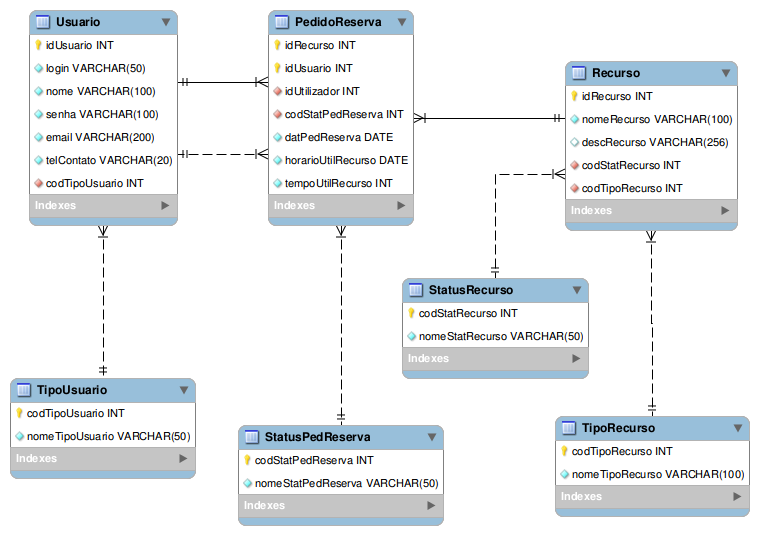 Usuario
idUsuario INT
login VARCHAR(50)
nome VARCHAR(100)
senha VARCHAR(100)
email VARCHAR(200)
telContato VARCHAR(20)
codTipoUsuario INT
Indexes
PedidoReserva
idRecurso INT
idUsuario INT
idUtilizador INT
codStatPedReserva INT
datPedReserva DATE
horarioUtilRecurso DATE
tempoUtilRecurso INT
Indexes
Recurso
idRecurso INT
nomeRecurso VARCHAR(100)
descRecurso VARCHAR(256)
codStatRecurso INT
codTipoRecurso INT
Indexes
StatusRecurso
codStatRecurso INT
nomeStatRecurso VARCHAR(50)
Indexes
TipoUsuario
codTipoUsuario INT
nomeTipoUsuario VARCHAR(50)
Indexes
StatusPedReserva
codStatPedReserva INT
nomeStatPedReserva VARCHAR(50)
Indexes
TipoRecurso
codTipoRecurso INT
nomeTipoRecurso VARCHAR(100)
Indexes